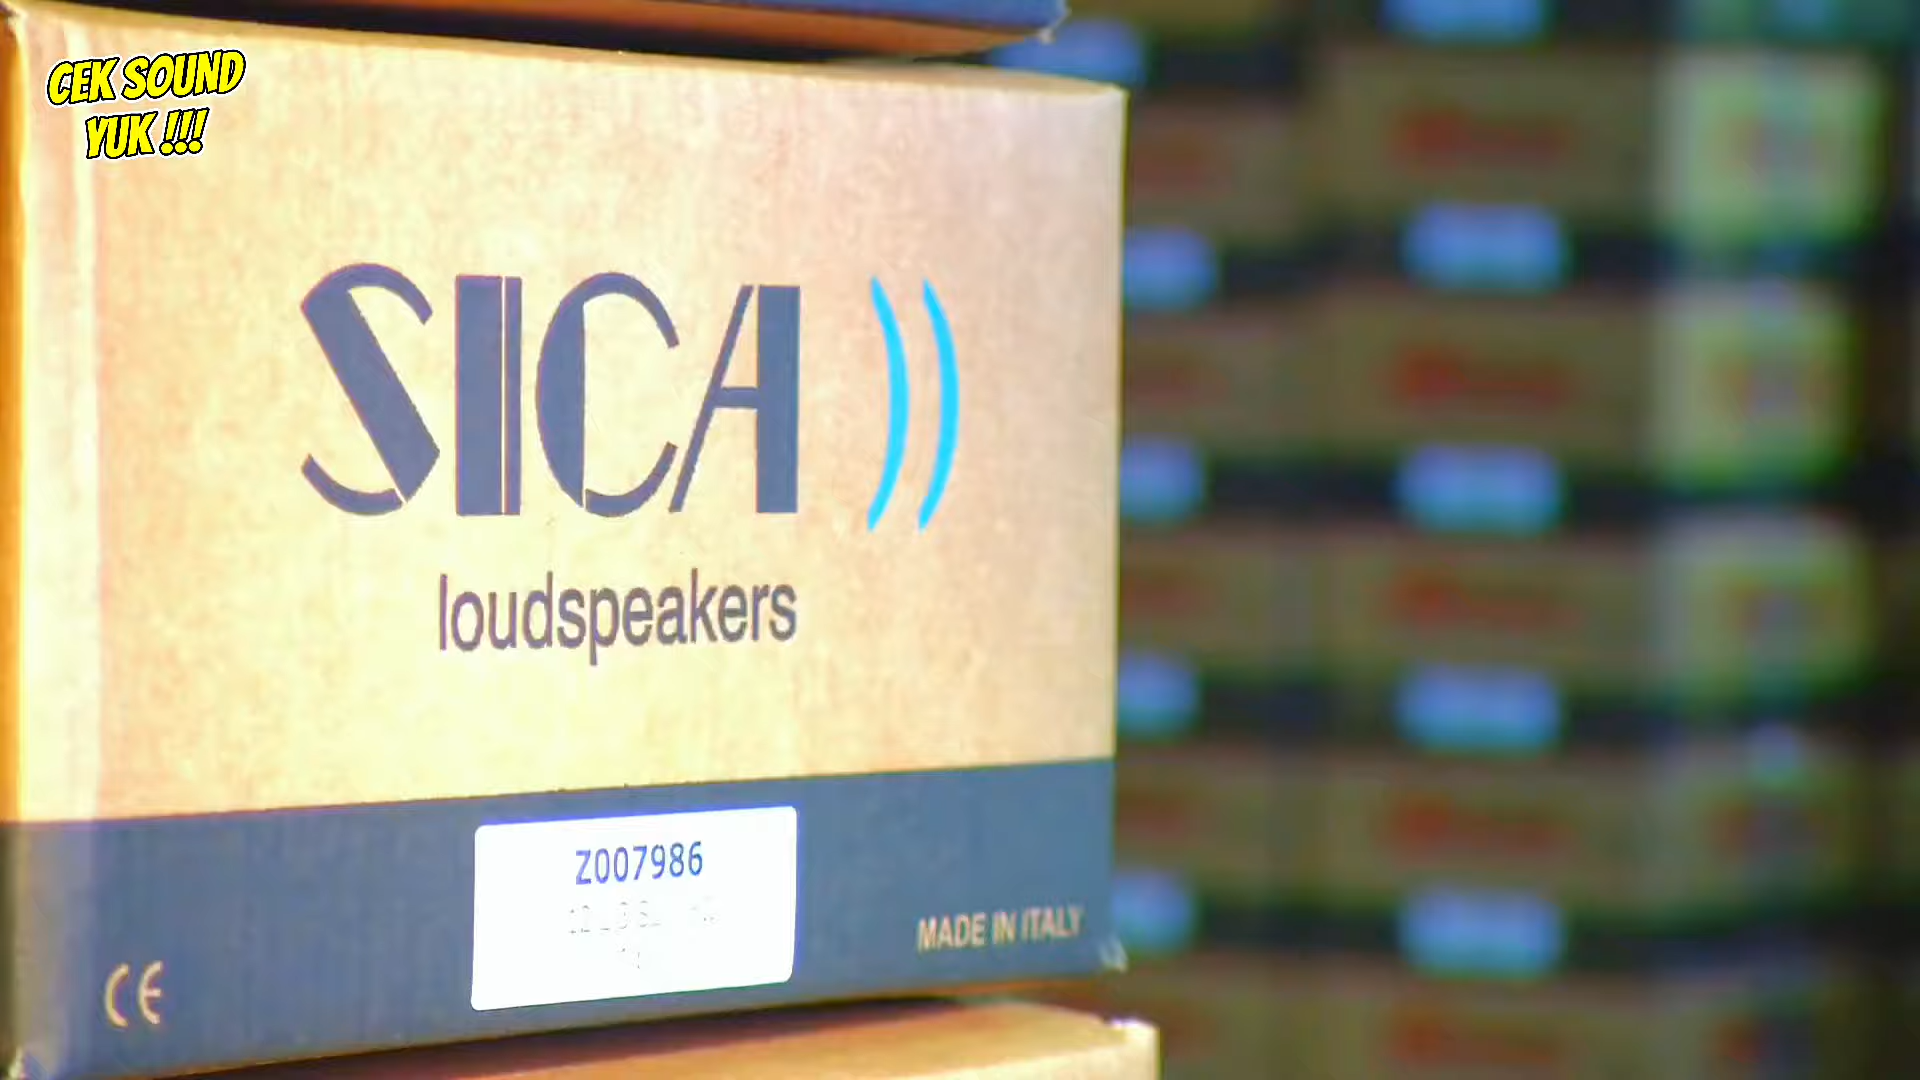 CEK SOUND
YUK !!!
SICA
loudspeakers
Z007986
MADE IN ITALY
CE